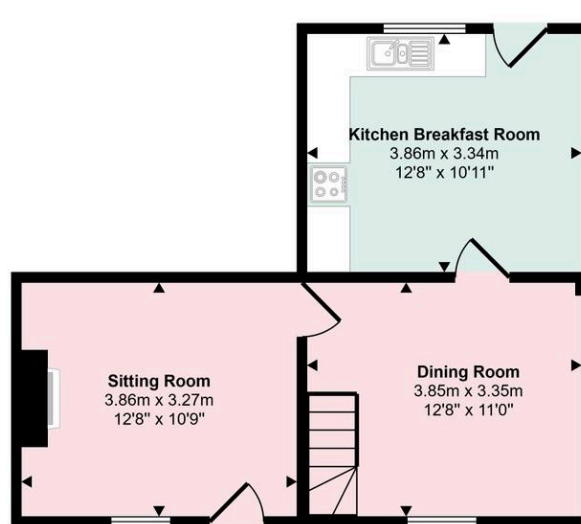 Kitchen Breakfast Room
3.86m x 3.34m
12'8" x 10'11"
Sitting Room
3.86m x 3.27m
12'8" x 10'9"
Dining Room
3.85m x 3.35m
12'8" x 11'0"